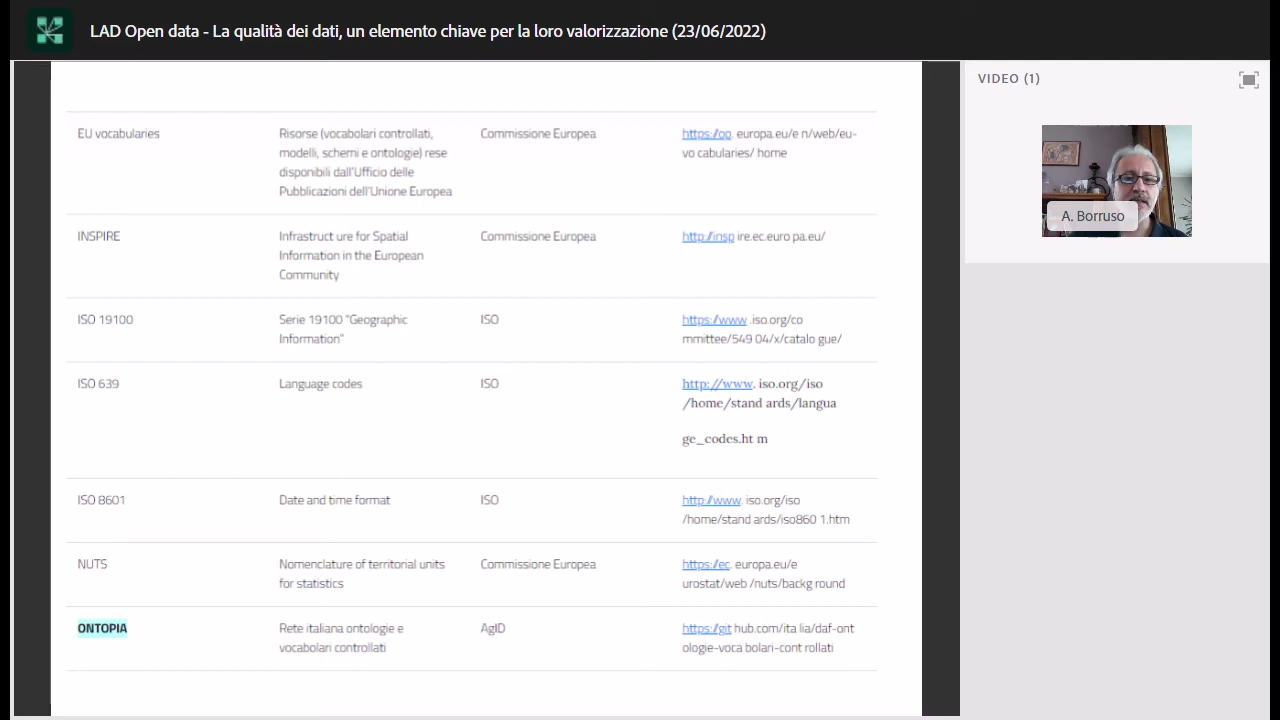 LAD Open data - La qualità dei dati, un elemento chiave per la loro valorizzazione (23/06/2022)
VIDEO (1)
A. Borruso
EU vocabularies
Risorse (vocabolari controllati,
modelli, schemi e ontologie) rese
disponibili dall'Ufficio delle
Pubblicazioni dell'Unione Europea
Commissione Europea
https://op. europa.eu/e n/web/eu-
vo cabularies/ home
INSPIRE
Infrastruct ure for Spatial
Information in the European
Community
Commissione Europea
http://insp ire.ec.euro pa.eu/
ISO 19100
Serie 19100 “Geographic
Information”
ISO
https://www .iso.org/co
mmittee/549 04/x/catalo gue/
ISO 639
Language codes
ISO
http://www. iso.org/iso
/home/stand ards/langua
ge_codes.ht m
ISO 8601
Date and time format
ISO
http://www. iso.org/iso
/home/stand ards/iso860 1.htm
NUTS
Nomenclature of territorial units
for statistics
Commissione Europea
https://ec. europa.eu/e
urostat/web /nuts/backg round
ONTOPIA
Rete italiana ontologie e
vocabolari controllati
AgID
https://git hub.com/ita lia/daf-ont
ologie-voca bolari-cont rollati